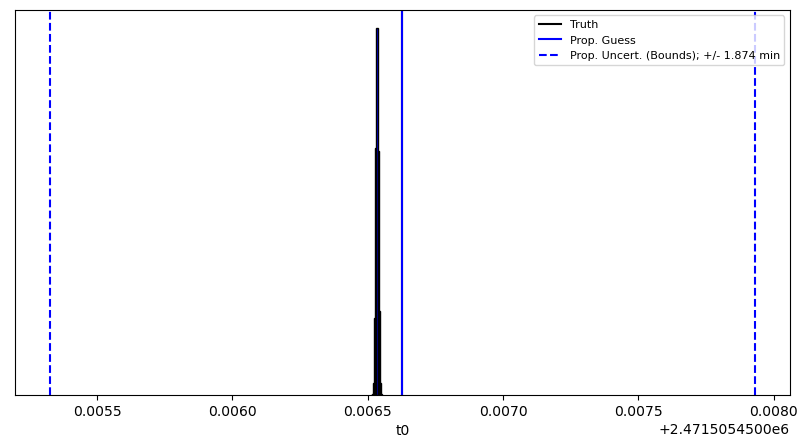 Truth
Prop. Guess
Prop. Uncert. (Bounds); +/- 1.874 min
0.0055 0.0060 0.0065 0.0070 0.0075 0.0080
t0
+2.4715054500e6